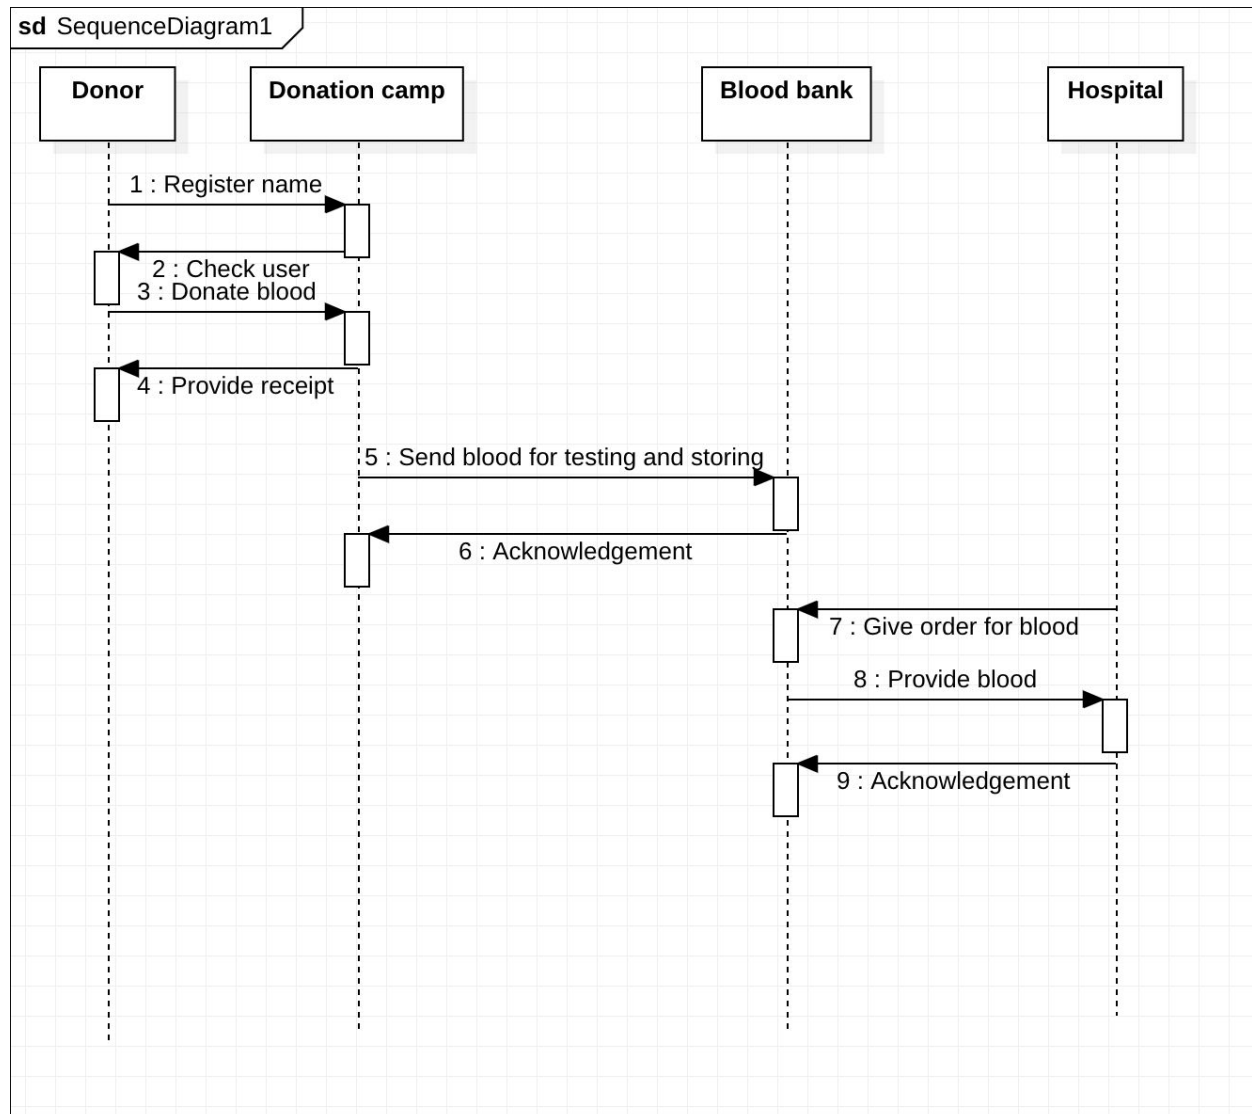 sd SequenceDiagram1
Donor
Donation camp
Blood bank
Hospital
1 : Register name
2 : Check user
3 : Donate blood
4 : Provide receipt
5 : Send blood for testing and storing
6 : Acknowledgement
7 : Give order for blood
8 : Provide blood
9 : Acknowledgement